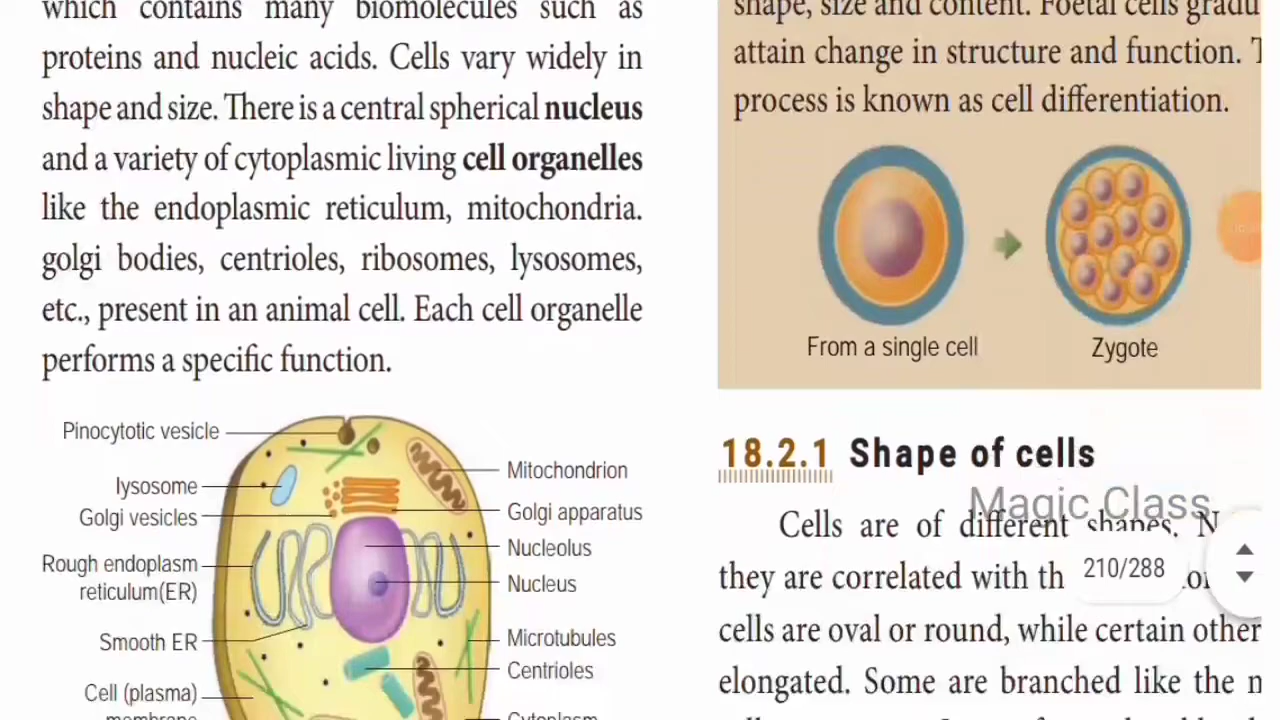 which contains many biomolecules such as
proteins and nucleic acids. Cells vary widely in
shape and size. There is a central spherical nucleus
and a variety of cytoplasmic living cell organelles
like the endoplasmic reticulum, mitochondria.
golgi bodies, centrioles, ribosomes, lysosomes,
etc., present in an animal cell. Each cell organelle
performs a specific function.
Pinocytotic vesicle
lysosome
Golgi vesicles
Rough endoplasm
reticulum(ER)
Smooth ER
Cell (plasma)
membrane
Mitochondrion
Golgi apparatus
Nucleolus
Nucleus
Microtubules
Centrioles
Cytoplasm
shape, size and content. Foetal cells gradu
attain change in structure and function. T
process is known as cell differentiation.
From a single cell
Zygote
18.2.1 Shape of cells
Magic Class
Cells are of different shapes. N
they are correlated with th
210/288
cells are oval or round, while certain other
elongated. Some are branched like the n